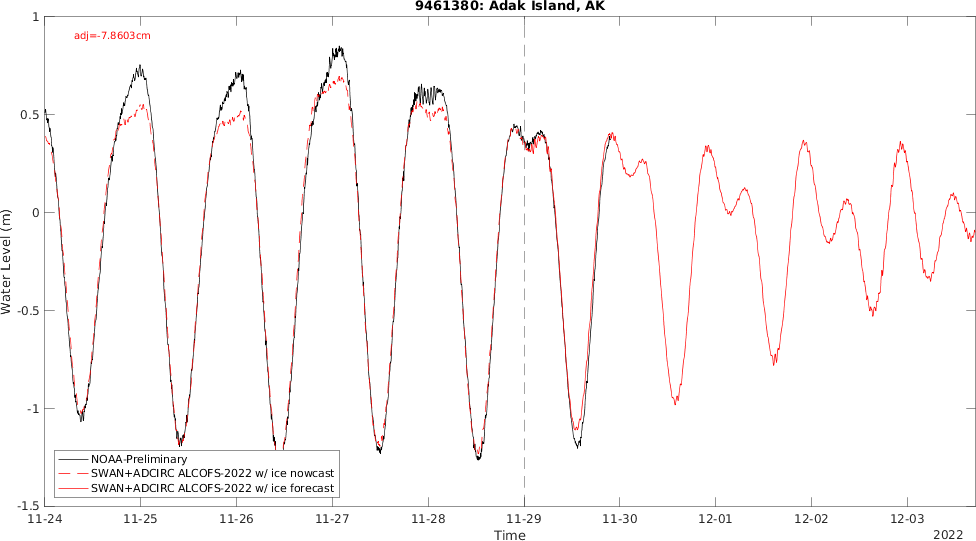 9461380: Adak Island, AK
adj=-7.8603cm
1
0.5
0
-0.5
-1
-1.5
Water Level (m)
NOAA-Preliminary
SWAN+ADCIRC ALCOFS-2022 w/ ice nowcast
SWAN+ADCIRC ALCOFS-2022 w/ ice forecast
11-24 11-25 11-26 11-27 11-28 11-29 11-30 12-01 12-02 12-03
Time
2022